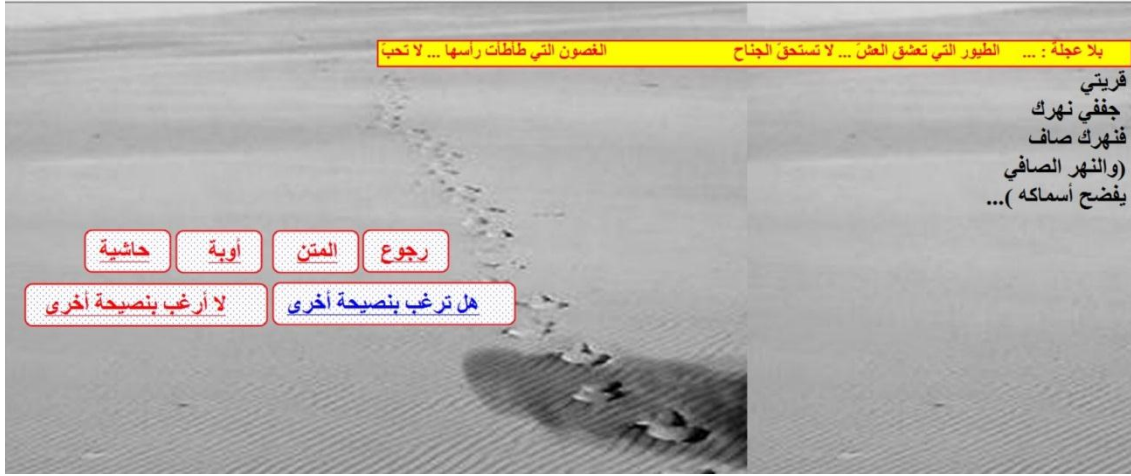 بلا عجلة : ... الطيور التي تعشق العشّ ... لا تستحقّ الجناح الغصون التي طأطأت رأسها ... لا تحبّ
قريتي
جففي نهرك
فنهرك صاف
(والنهر الصافي
يفضح أسماكه )...
رجوع المتن أوبة حاشية
هل ترغب بنصيحة أخرى لا أرغب بنصيحة أخرى